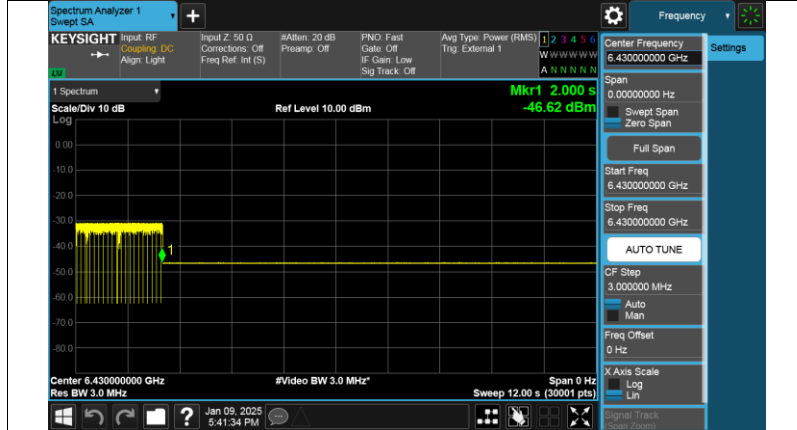 Spectrum Analyzer 1
Swept SA
Frequency
KEYSIGHT
Input: RF
Coupling: DC
Align: Light
Input Z: 50 Ω
Corrections: Off
Freq Ref: Int (S)
#Atten: 20 dB
Preamp: Off
PNO: Fast
Gate: Off
IF Gain: Low
Sig Track: Off
Avg Type: Power (RMS)
Trig: External 1
1 2 3 4 5 6
W W W W W W
A N N N N N
LXI
1 Spectrum
Mkr1 2.000 s
-46.62 dBm
Scale/Div 10 dB
Ref Level 10.00 dBm
Log
0.00
-10.0
-20.0
-30.0
-40.0
-50.0
-60.0
-70.0
-80.0
1
Center 6.430000000 GHz
Res BW 3.0 MHz
#Video BW 3.0 MHz*
Span 0 Hz
Sweep 12.00 s (30001 pts)
Jan 09, 2025
5:41:34 PM
Center Frequency
6.430000000 GHz
Settings
Span
0.00000000 Hz
Swept Span
Zero Span
Full Span
Start Freq
6.430000000 GHz
Stop Freq
6.430000000 GHz
AUTO TUNE
CF Step
3.000000 MHz
Auto
Man
Freq Offset
0 Hz
X Axis Scale
Log
Lin
Signal Track
(Span Zoom)